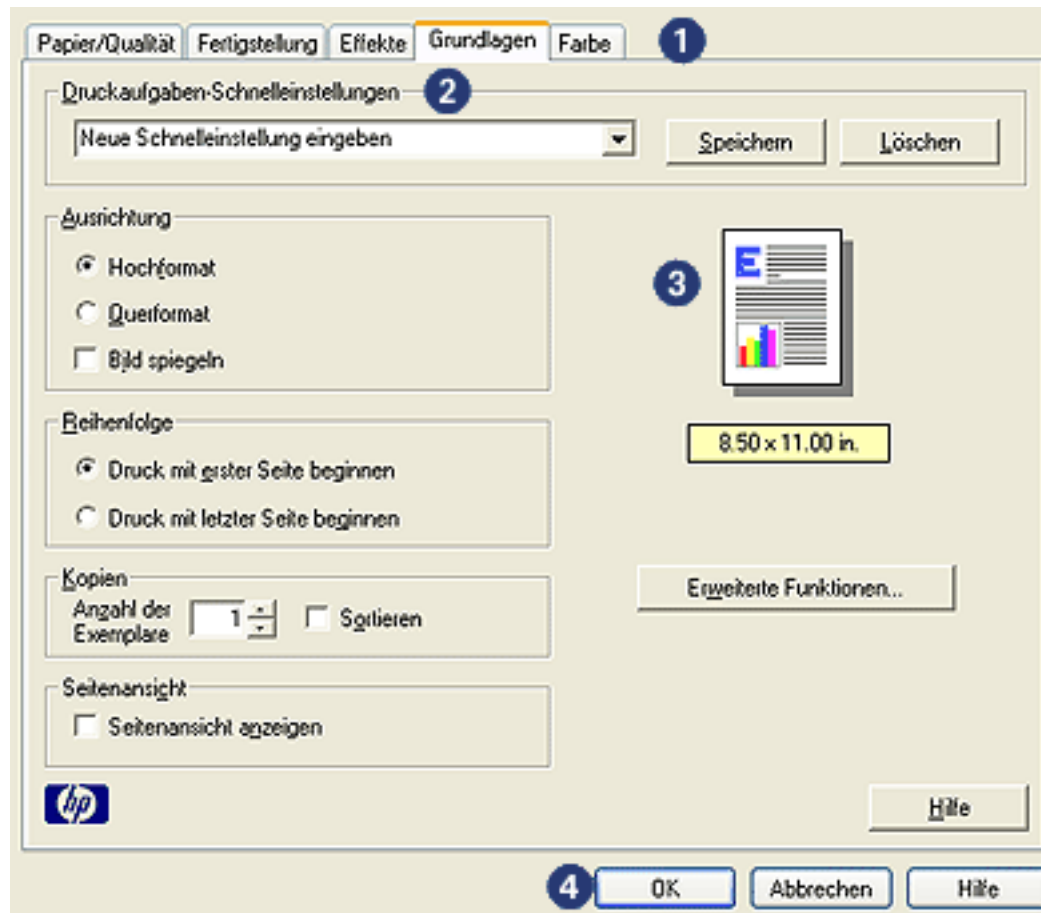 Papier/Qualität Fertigstellung Effekte Grundlagen Farbe 1
Druckaufgaben-Schnelleinstellungen 2
Neue Schnelleinstellung eingeben Speichern Löschen
Ausrichtung
Hochformat
Querformat
Bild spiegeln
3
E
8.50 x 11.00 in.
Reihenfolge
Druck mit erster Seite beginnen
Druck mit letzter Seite beginnen
Kopien
Anzahl der
Exemplare
1
Sortieren
Erweiterte Funktionen...
Seitenansicht
Seitenansicht anzeigen
hp
Hilfe
4 OK Abbrechen Hilfe